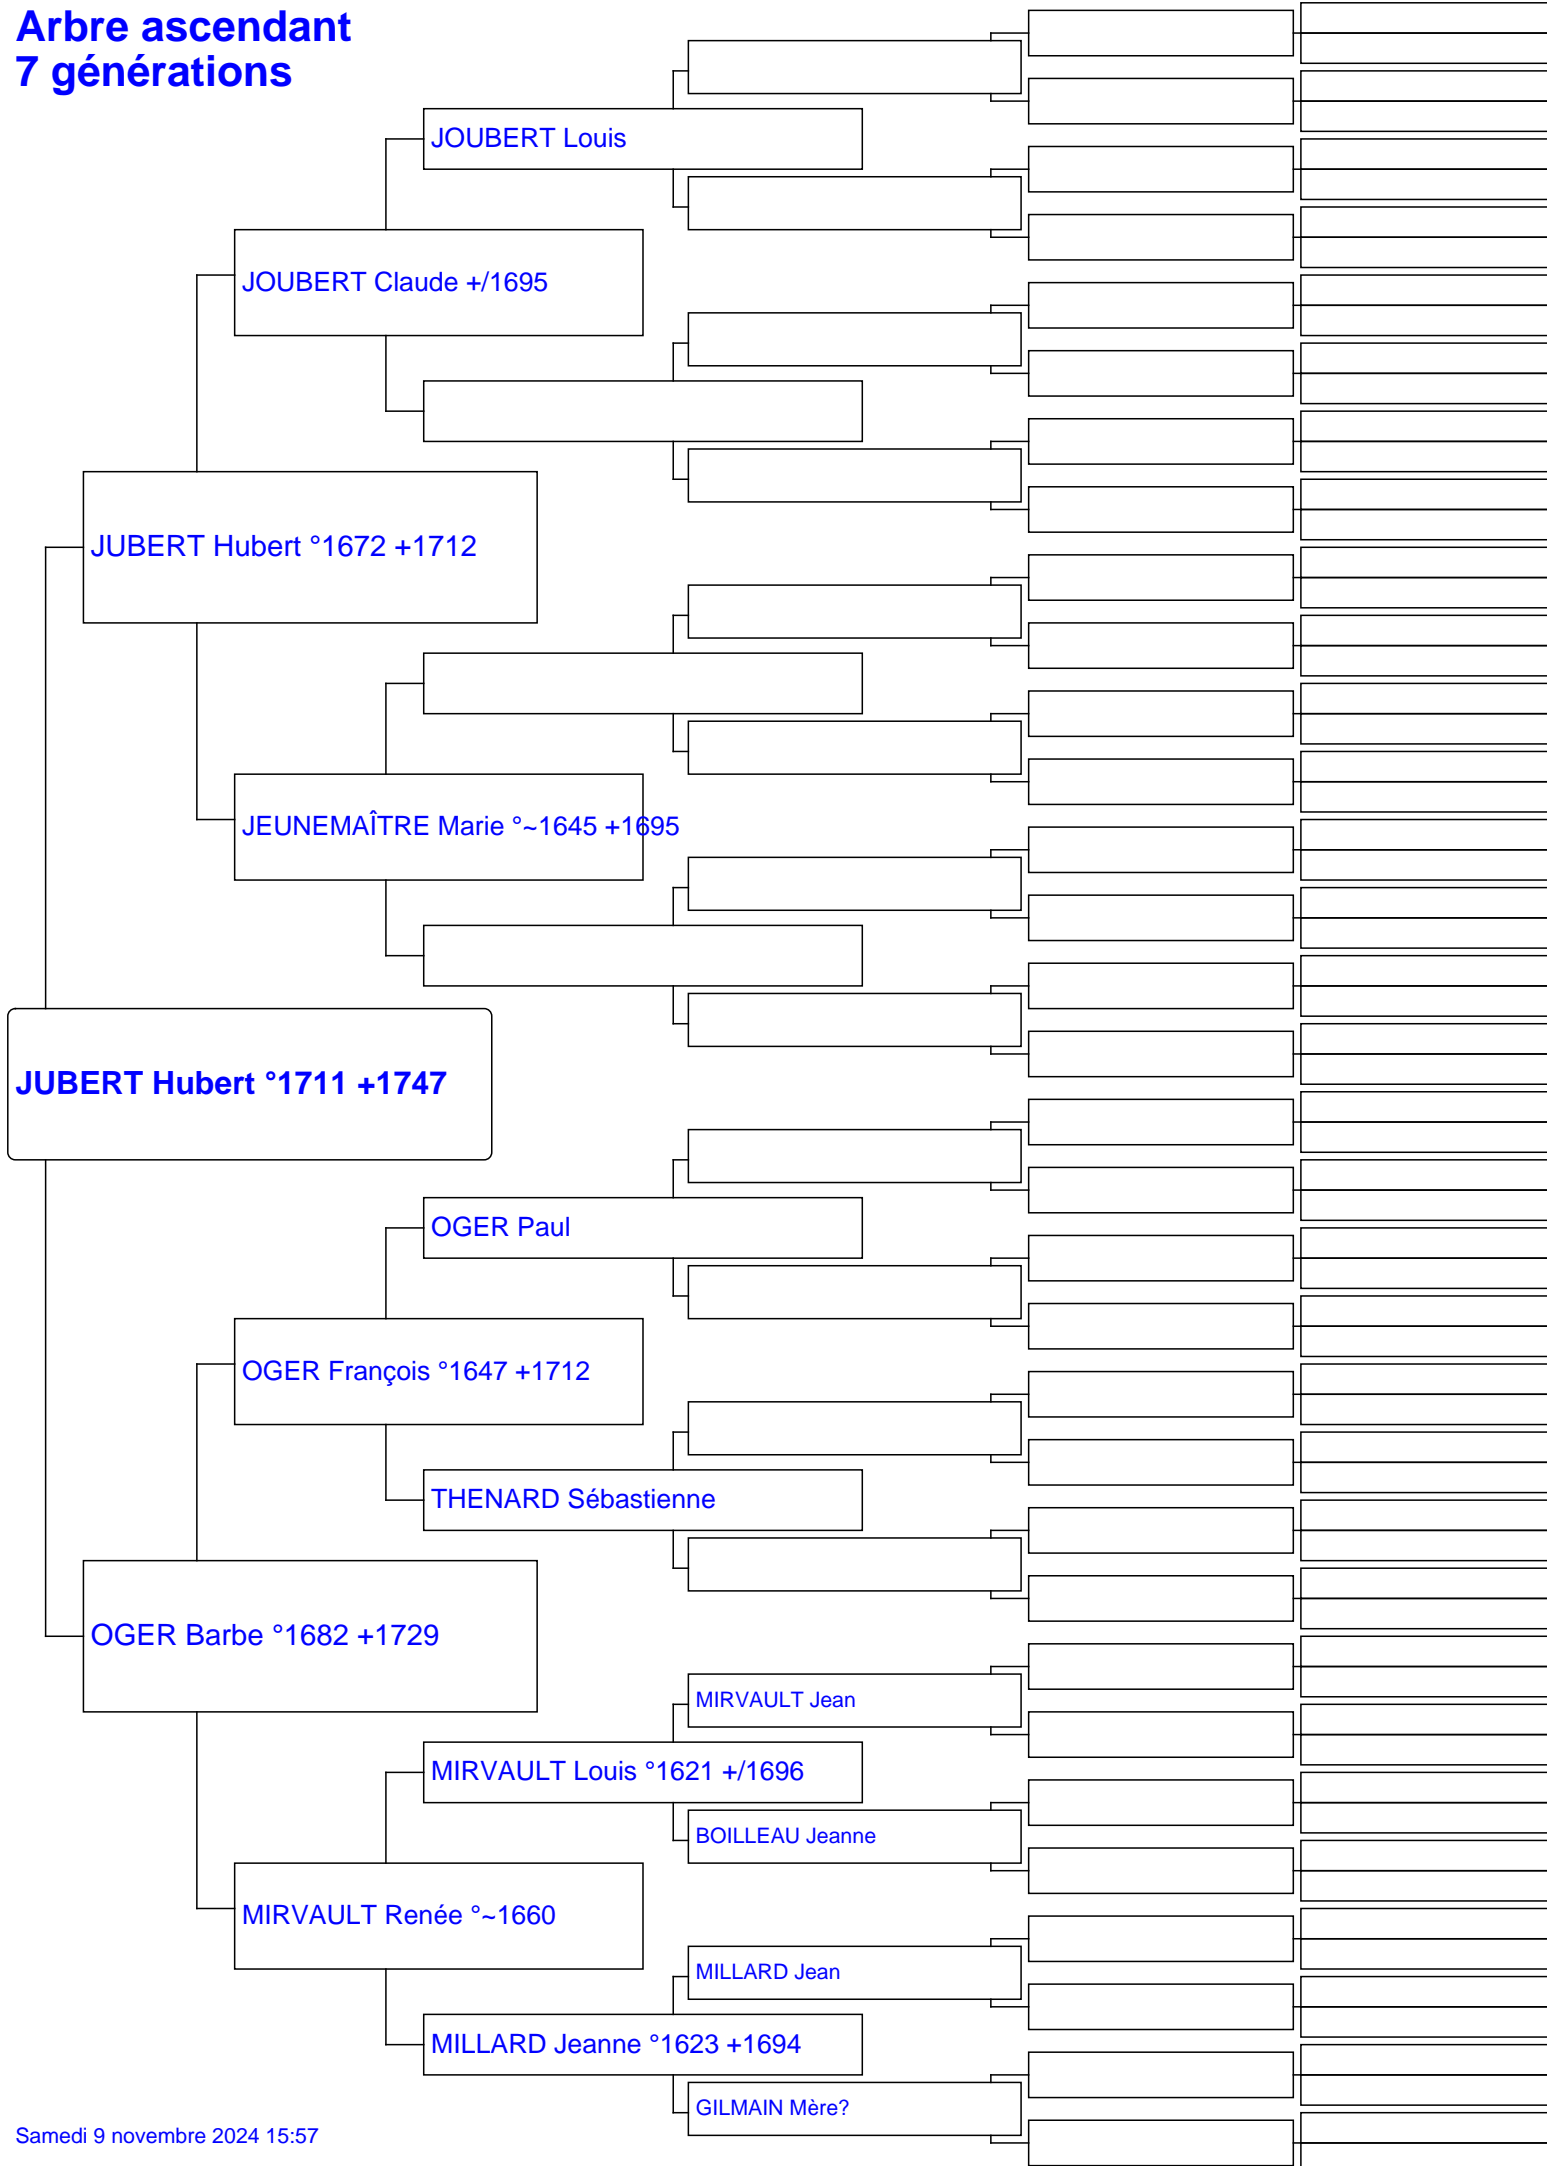 Arbre ascendant
7 générations
JOUBERT Louis
JOUBERT Claude +/1695
JUBERT Hubert °1672 +1712
JEUNEMAÎTRE Marie °~1645 +1695
JUBERT Hubert °1711 +1747
OGER Paul
OGER François °1647 +1712
THENARD Sébastienne
OGER Barbe °1682 +1729
MIRVAULT Jean
MIRVAULT Louis °1621 +/1696
BOILLEAU Jeanne
MIRVAULT Renée °~1660
MILLARD Jean
MILLARD Jeanne °1623 +1694
GILMAIN Mère?
Samedi 9 novembre 2024 15:57